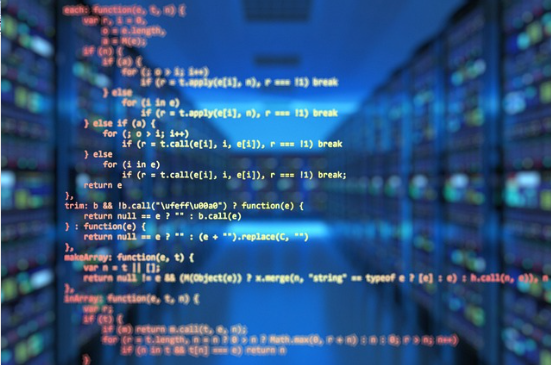 each: function(e, t, n) {
var r, i = 0,
o = e.length,
a = M(e);
if (n) {
if (a) {
for (; o > i; i++)
if (r = t.apply(e[i], n), r === !1) break
} else
for (i in e)
if (r = t.apply(e[i], n), r === !1) break
} else if (a) {
for (; o > i; i++)
if (r = t.call(e[i], i, e[i]), r === !1) break
} else
for (i in e)
if (r = t.call(e[i], i, e[i]), r === !1) break;
return e
},
trim: b && !b.call("\ufeff\u00a0") ? function(e) {
return null == e ? "" : b.call(e)
} : function(e) {
return null == e ? "" : (e + "").replace(C, "")
},
makeArray: function(e, t) {
var n = t || [];
return null != e && (M(Object(e)) ? x.merge(n, "string" == typeof e ? [e] : e) : h.call(n, e)), n
},
inArray: function(e, t, n) {
var r;
if (t) {
if (m) return m.call(t, e, n);
for (r = t.length, n = n ? 0 > n ? Math.max(0, r + n) : n : 0; r > n; n++)
if (n in t && t[n] === e) return n
}